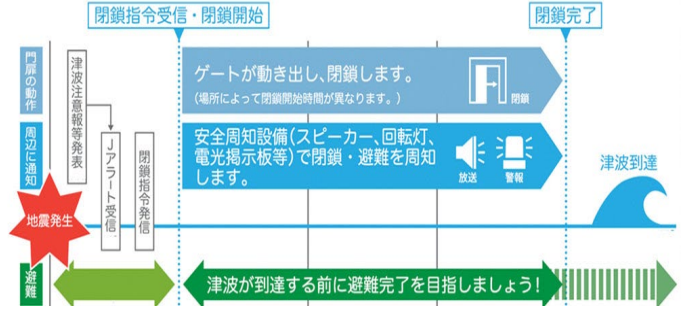 閉鎖指令受信・閉鎖開始
閉鎖完了
門扉の動作
津波注意報等発表
ゲートが動き出し、閉鎖します。
(場所によって閉鎖開始時間が異なります。)
閉鎖
周辺に通知
Jアラート受信
閉鎖指令発信
安全周知設備(スピーカー、回転灯、
電光掲示板等)で閉鎖・避難を周知
します。
放送
警報
津波到達
地震発生
避難
津波が到達する前に避難完了を目指しましょう!